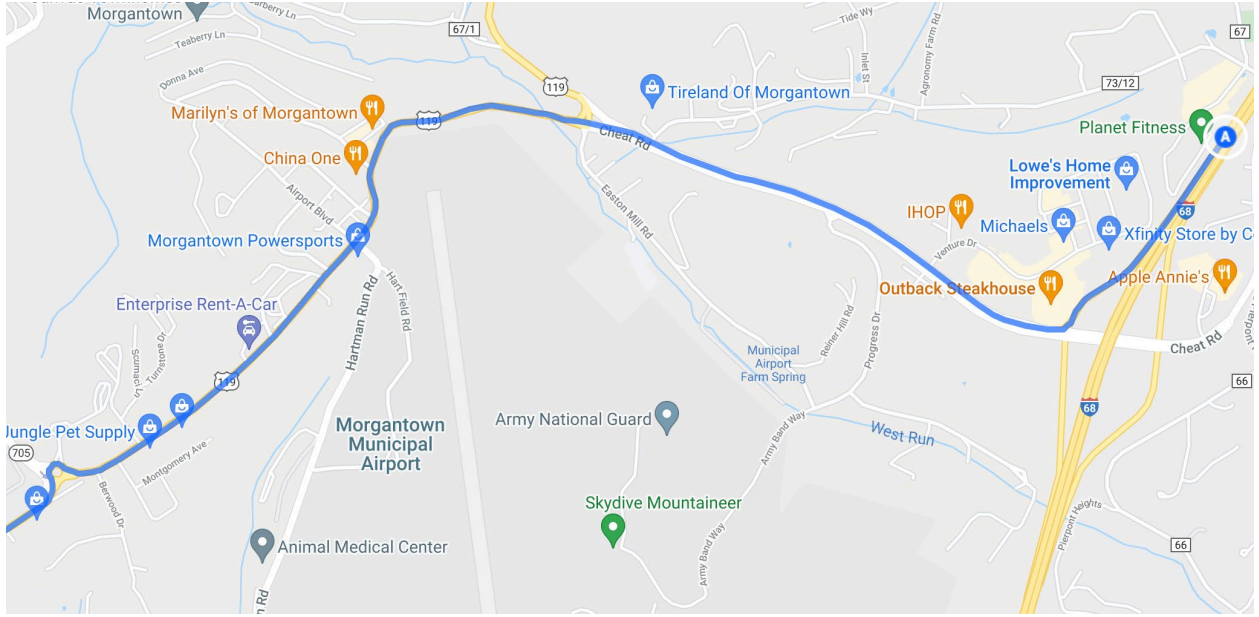 Morgantown
Teaberry Ln
67/1
Donna Ave
119
Marilyn's of Morgantown
119
China One
Airport Blvd
Morgantown Powersports
Hart Field Rd
Hartman Run Rd
Enterprise Rent-A-Car
Scumaci Ln
Turnstone Dr
119
Jungle Pet Supply
705
Montgomery Ave
Berwood Dr
Morgantown
Municipal
Airport
Animal Medical Center
n Rd
Tide Wy
Inlet St
Agronomy Farm Rd
67
73/12
Tireland Of Morgantown
Cheat Rd
Planet Fitness
A
Lowe's Home
Improvement
Easton Mill Rd
IHOP
Michaels
68
Xfinity Store by C
Venture Dr
Outback Steakhouse
Apple Annie's
Reiner Hill Rd
Progress Dr
Cheat Rd
Municipal
Airport
Farm Spring
66
68
Army National Guard
West Run
Army Band Way
Skydive Mountaineer
Army Band Way
Pierpont Heights
66